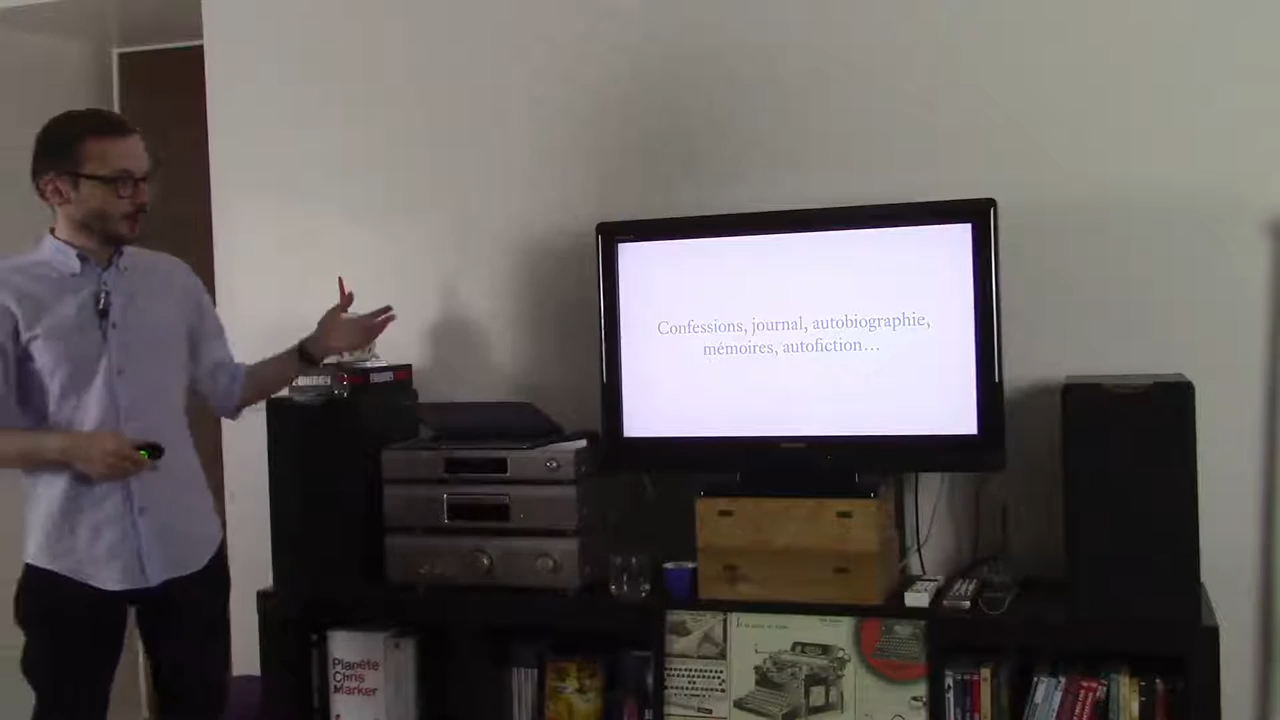 Confessions, journal, autobiographie,
mémoires, autofiction…
Planète
Chris
Marker